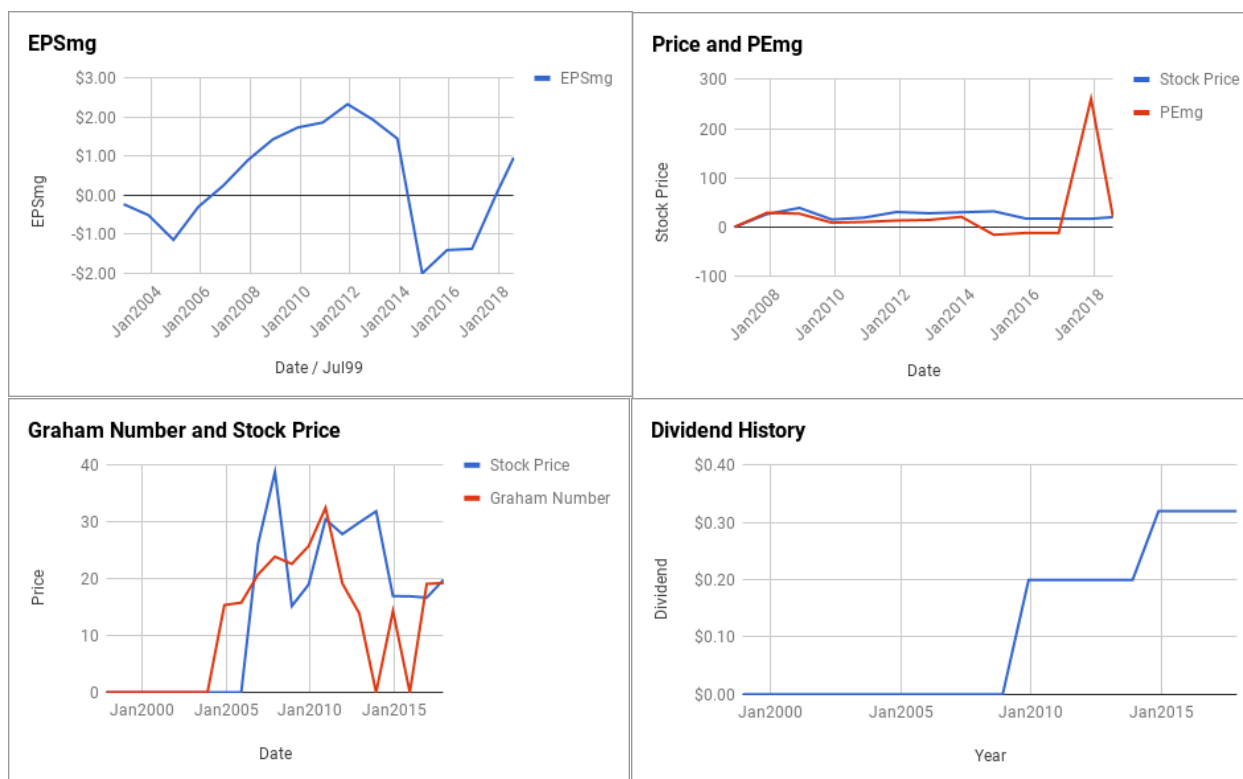 EPSmg
$3.00
$2.00
$1.00
$0.00
-$1.00
-$2.00
EPSmg
EPSmg
Jan2004
Jan2006
Jan2008
Jan2010
Jan2012
Jan2014
Jan2016
Jan2018
Date / Jul99
Price and PEmg
300
200
100
0
-100
Stock Price
Stock Price
PEmg
Jan2008
Jan2010
Jan2012
Jan2014
Jan2016
Jan2018
Date
Graham Number and Stock Price
40
30
20
10
0
Price
Stock Price
Graham Number
Jan2000
Jan2005
Jan2010
Jan2015
Date
Dividend History
$0.40
$0.30
$0.20
$0.10
$0.00
Dividend
Jan2000
Jan2005
Jan2010
Jan2015
Year